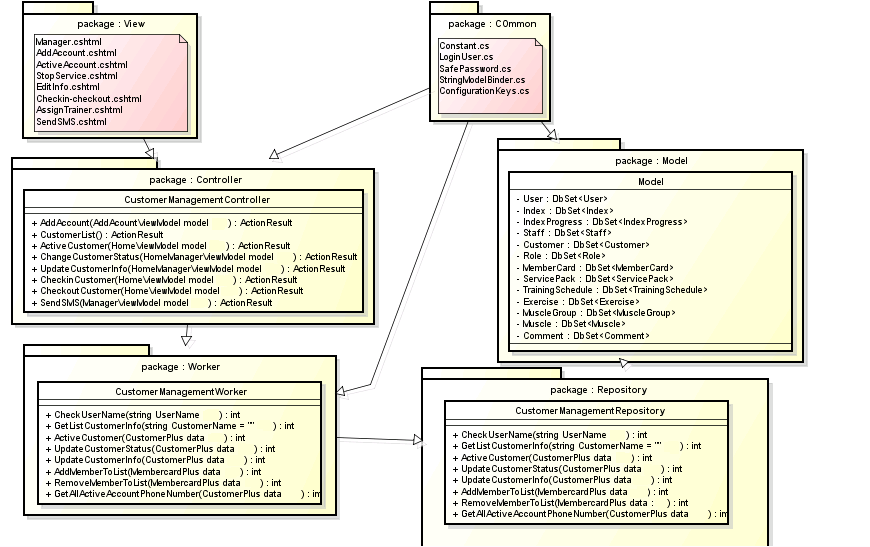 package : View
Manager.cshtml
AddAccount.cshtml
ActiveAccount.cshtml
StopService.cshtml
EditInfo.cshtml
Checkin-checkout.cshtml
AssignTrainer.cshtml
SendSMS.cshtml
package : C0mmon
Constant.cs
LoginUser.cs
SafePassword.cs
StringModelBinder.cs
ConfigurationKeys.cs
package : Controller
CustomerManagementController
+ AddAccount(AddAcountViewModel model ) : ActionResult
+ CustomerList() : ActionResult
+ ActiveCustomer(HomeViewModel model ) : ActionResult
+ ChangeCustomerStatus(HomeManagerViewModel model ) : ActionResult
+ UpdateCustomerInfo(HomeManagerViewModel model ) : ActionResult
+ CheckinCustomer(HomeViewModel model ) : ActionResult
+ CheckoutCustomer(HomeViewModel model ) : ActionResult
+ SendSMS(ManagerViewModel model ) : ActionResult
package : Model
Model
- User : DbSet<User>
- Index : DbSet<Index>
- IndexProgress : DbSet<IndexProgress>
- Staff : DbSet<Staff>
- Customer : DbSet<Customer>
- Role : DbSet<Role>
- MemberCard : DbSet<MemberCard>
- ServicePack : DbSet<ServicePack>
- TrainingSchedule : DbSet<TrainingSchedule>
- Exercise : DbSet<Exercise>
- MuscleGroup : DbSet<MuscleGroup>
- Muscle : DbSet<Muscle>
- Comment : DbSet<Comment>
package : Worker
CustomerManagementWorker
+ CheckUserName(string UserName ) : int
+ GetListCustomerInfo(string CustomerName = "" ) : int
+ ActiveCustomer(CustomerPlus data ) : int
+ UpdateCustomerStatus(CustomerPlus data ) : int
+ UpdateCustomerInfo(CustomerPlus data ) : int
+ AddMemberToList(MembercardPlus data ) : int
+ RemoveMemberToList(MembercardPlus data ) : int
+ GetAllActiveAccountPhoneNumber(CustomerPlus data ) : int
package : Repository
CustomerManagementRepository
+ CheckUserName(string UserName ) : int
+ GetListCustomerInfo(string CustomerName = "" ) : int
+ ActiveCustomer(CustomerPlus data ) : int
+ UpdateCustomerStatus(CustomerPlus data ) : int
+ UpdateCustomerInfo(CustomerPlus data ) : int
+ AddMemberToList(MembercardPlus data ) : int
+ RemoveMemberToList(MembercardPlus data : ) : int
+ GetAllActiveAccountPhoneNumber(CustomerPlus data ) : int